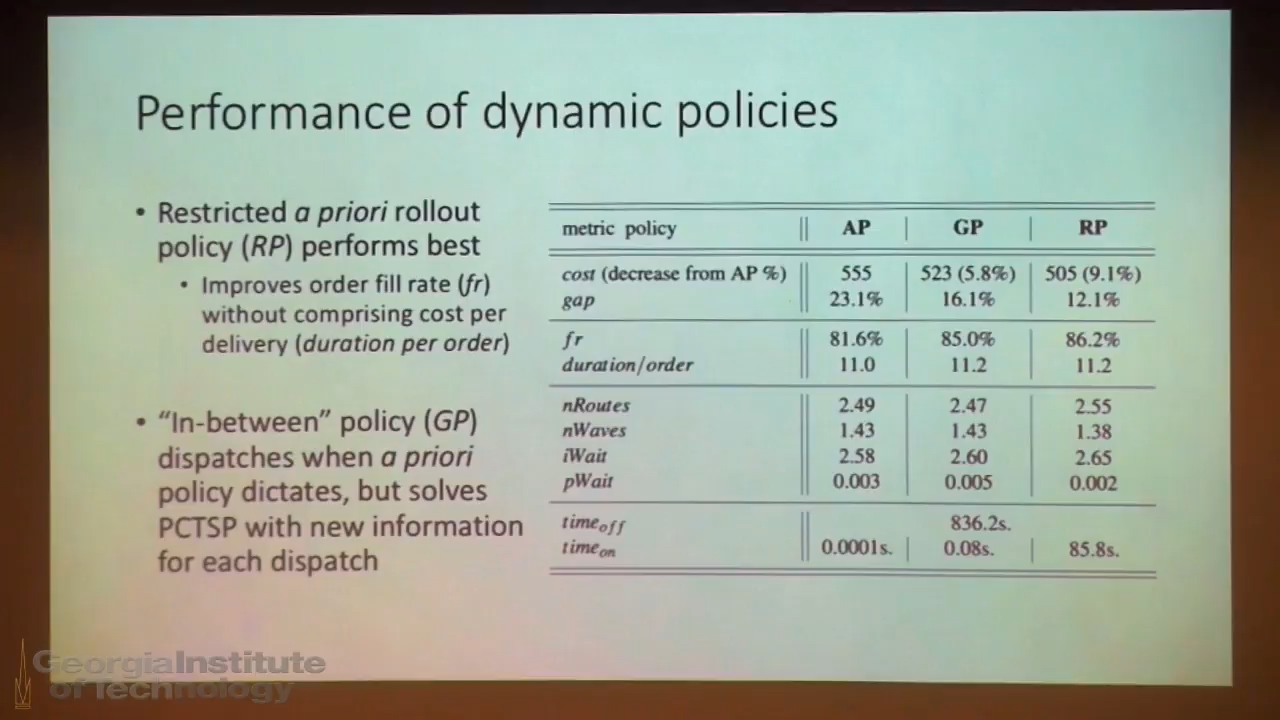 Performance of dynamic policies
• Restricted a priori rollout
policy (RP) performs best
• Improves order fill rate (fr)
without comprising cost per
delivery (duration per order)
• “In-between” policy (GP)
dispatches when a priori
policy dictates, but solves
PCTSP with new information
for each dispatch
metric policy AP GP RP
cost (decrease from AP %) 555 523 (5.8%) 505 (9.1%)
gap 23.1% 16.1% 12.1%
fr 81.6% 85.0% 86.2%
duration/order 11.0 11.2 11.2
nRoutes 2.49 2.47 2.55
nWaves 1.43 1.43 1.38
iWait 2.58 2.60 2.65
pWait 0.003 0.005 0.002
time off 836.2s.
time on 0.0001s. 0.08s. 85.8s.
Georgia Institute
of Technology